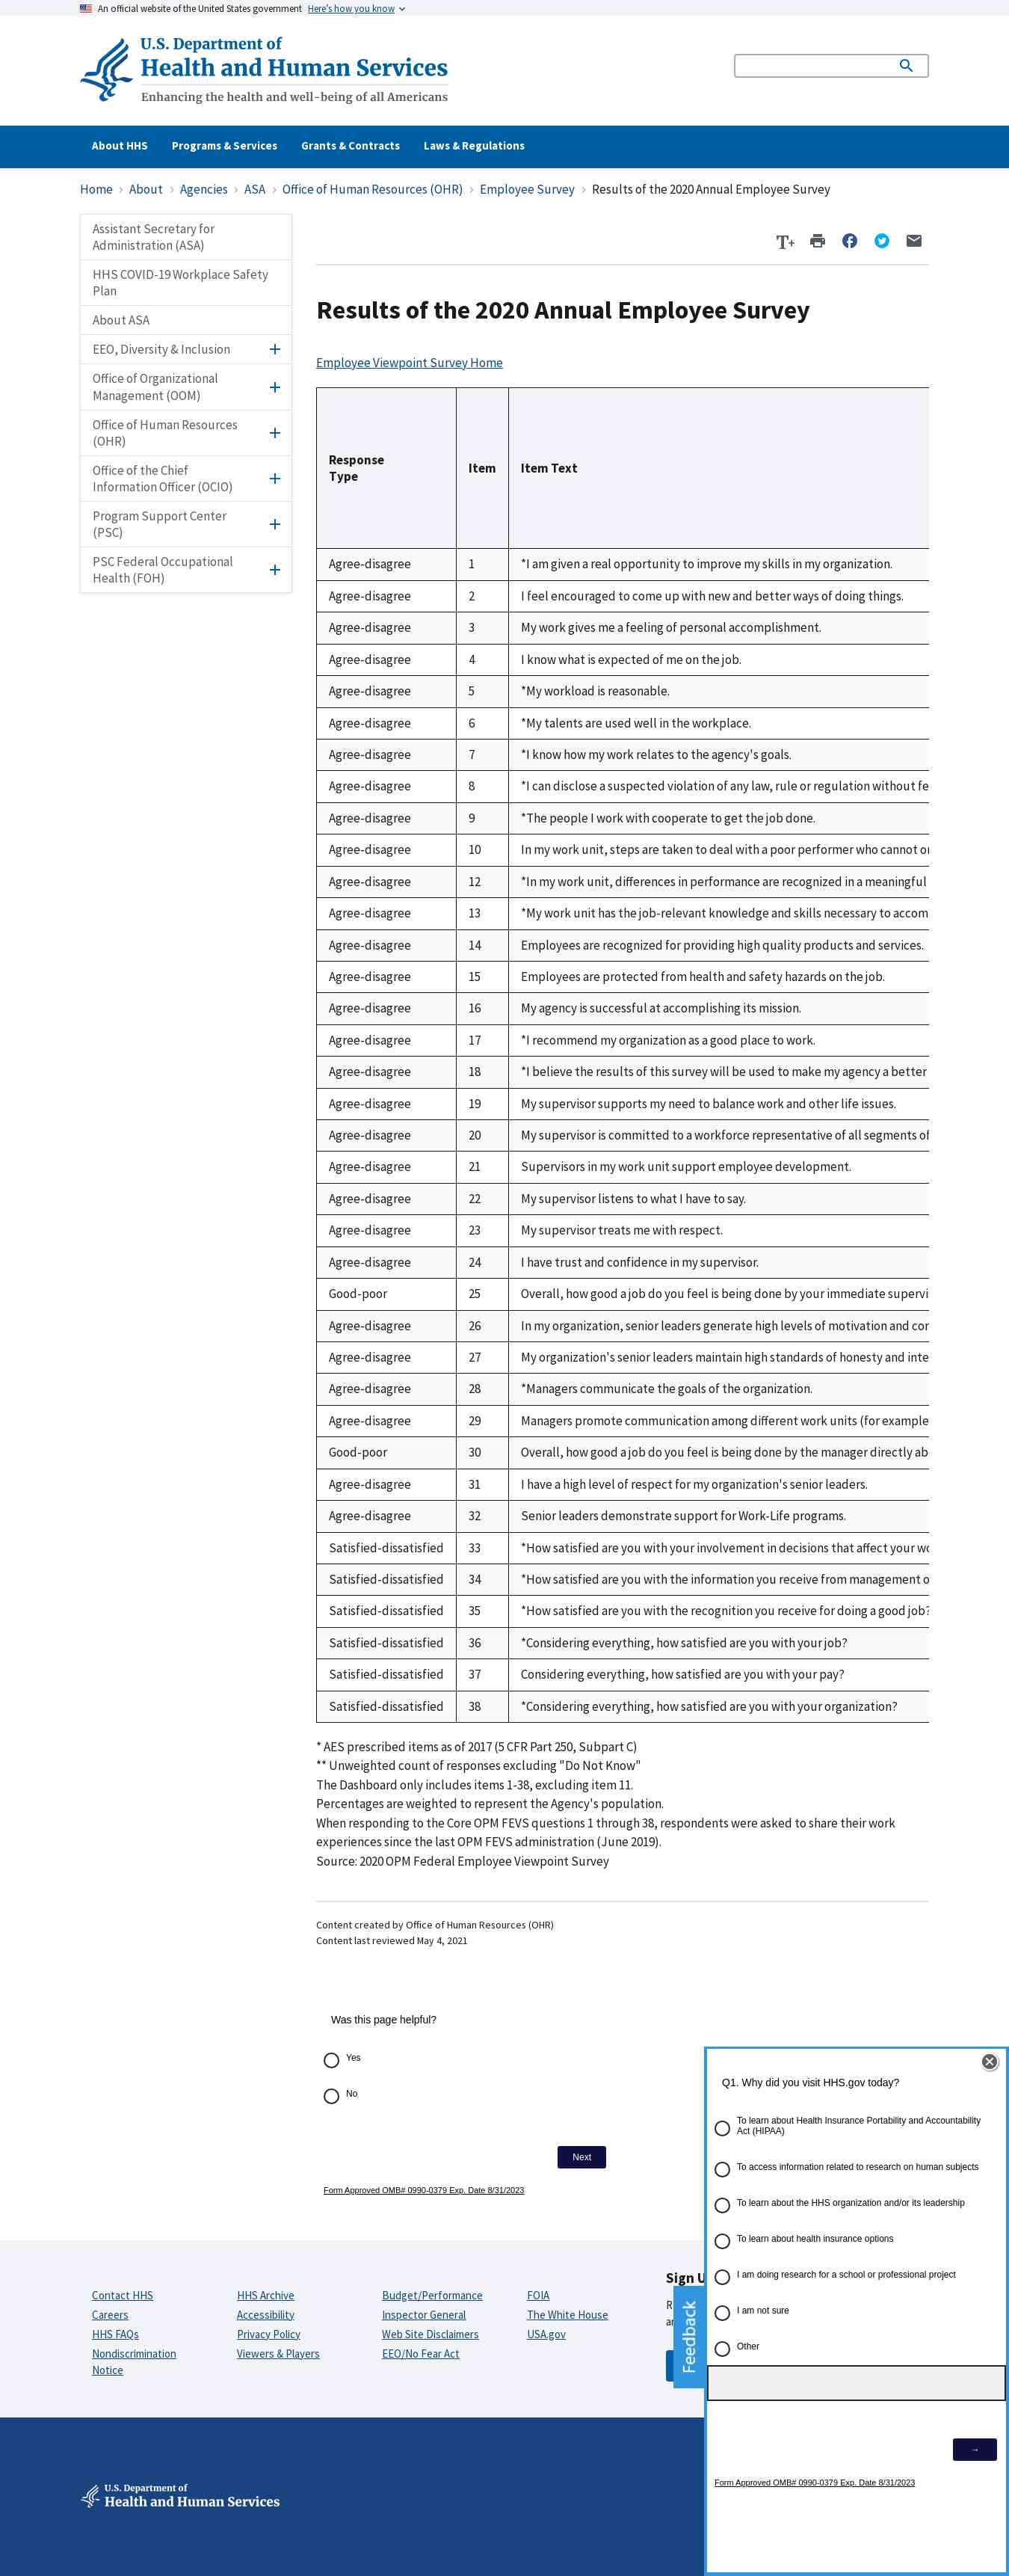 An official website of the United States government Here's how you know
U.S. Department of
Health and Human Services
Enhancing the health and well-being of all Americans
About HHS Programs & Services Grants & Contracts Laws & Regulations
Home › About › Agencies › ASA › Office of Human Resources (OHR) › Employee Survey › Results of the 2020 Annual Employee Survey
Assistant Secretary for
Administration (ASA)
HHS COVID-19 Workplace Safety
Plan
About ASA
EEO, Diversity & Inclusion
Office of Organizational
Management (OOM)
Office of Human Resources
(OHR)
Office of the Chief
Information Officer (OCIO)
Program Support Center
(PSC)
PSC Federal Occupational
Health (FOH)
T+
Results of the 2020 Annual Employee Survey
Employee Viewpoint Survey Home
Response
Type
Item
Item Text
Agree-disagree 1 *I am given a real opportunity to improve my skills in my organization.
Agree-disagree 2 I feel encouraged to come up with new and better ways of doing things.
Agree-disagree 3 My work gives me a feeling of personal accomplishment.
Agree-disagree 4 I know what is expected of me on the job.
Agree-disagree 5 *My workload is reasonable.
Agree-disagree 6 *My talents are used well in the workplace.
Agree-disagree 7 *I know how my work relates to the agency's goals.
Agree-disagree 8 *I can disclose a suspected violation of any law, rule or regulation without fe
Agree-disagree 9 *The people I work with cooperate to get the job done.
Agree-disagree 10 In my work unit, steps are taken to deal with a poor performer who cannot or
Agree-disagree 12 *In my work unit, differences in performance are recognized in a meaningful
Agree-disagree 13 *My work unit has the job-relevant knowledge and skills necessary to accom
Agree-disagree 14 Employees are recognized for providing high quality products and services.
Agree-disagree 15 Employees are protected from health and safety hazards on the job.
Agree-disagree 16 My agency is successful at accomplishing its mission.
Agree-disagree 17 *I recommend my organization as a good place to work.
Agree-disagree 18 *I believe the results of this survey will be used to make my agency a better
Agree-disagree 19 My supervisor supports my need to balance work and other life issues.
Agree-disagree 20 My supervisor is committed to a workforce representative of all segments of
Agree-disagree 21 Supervisors in my work unit support employee development.
Agree-disagree 22 My supervisor listens to what I have to say.
Agree-disagree 23 My supervisor treats me with respect.
Agree-disagree 24 I have trust and confidence in my supervisor.
Good-poor 25 Overall, how good a job do you feel is being done by your immediate supervi
Agree-disagree 26 In my organization, senior leaders generate high levels of motivation and cor
Agree-disagree 27 My organization's senior leaders maintain high standards of honesty and inte
Agree-disagree 28 *Managers communicate the goals of the organization.
Agree-disagree 29 Managers promote communication among different work units (for example
Good-poor 30 Overall, how good a job do you feel is being done by the manager directly ab
Agree-disagree 31 I have a high level of respect for my organization's senior leaders.
Agree-disagree 32 Senior leaders demonstrate support for Work-Life programs.
Satisfied-dissatisfied 33 *How satisfied are you with your involvement in decisions that affect your wo
Satisfied-dissatisfied 34 *How satisfied are you with the information you receive from management o
Satisfied-dissatisfied 35 *How satisfied are you with the recognition you receive for doing a good job?
Satisfied-dissatisfied 36 *Considering everything, how satisfied are you with your job?
Satisfied-dissatisfied 37 Considering everything, how satisfied are you with your pay?
Satisfied-dissatisfied 38 *Considering everything, how satisfied are you with your organization?
* AES prescribed items as of 2017 (5 CFR Part 250, Subpart C)
** Unweighted count of responses excluding "Do Not Know"
The Dashboard only includes items 1-38, excluding item 11.
Percentages are weighted to represent the Agency's population.
When responding to the Core OPM FEVS questions 1 through 38, respondents were asked to share their work
experiences since the last OPM FEVS administration (June 2019).
Source: 2020 OPM Federal Employee Viewpoint Survey
Content created by Office of Human Resources (OHR)
Content last reviewed May 4, 2021
Was this page helpful?
Yes
No
Next
Form Approved OMB# 0990-0379 Exp. Date 8/31/2023
Q1. Why did you visit HHS.gov today?
To learn about Health Insurance Portability and Accountability
Act (HIPAA)
To access information related to research on human subjects
To learn about the HHS organization and/or its leadership
To learn about health insurance options
I am doing research for a school or professional project
I am not sure
Other
→
Form Approved OMB# 0990-0379 Exp. Date 8/31/2023
Feedback
Contact HHS
Careers
HHS FAQs
Nondiscrimination
Notice
HHS Archive
Accessibility
Privacy Policy
Viewers & Players
Budget/Performance
Inspector General
Web Site Disclaimers
EEO/No Fear Act
FOIA
The White House
USA.gov
Sign U
U.S. Department of
Health and Human Services